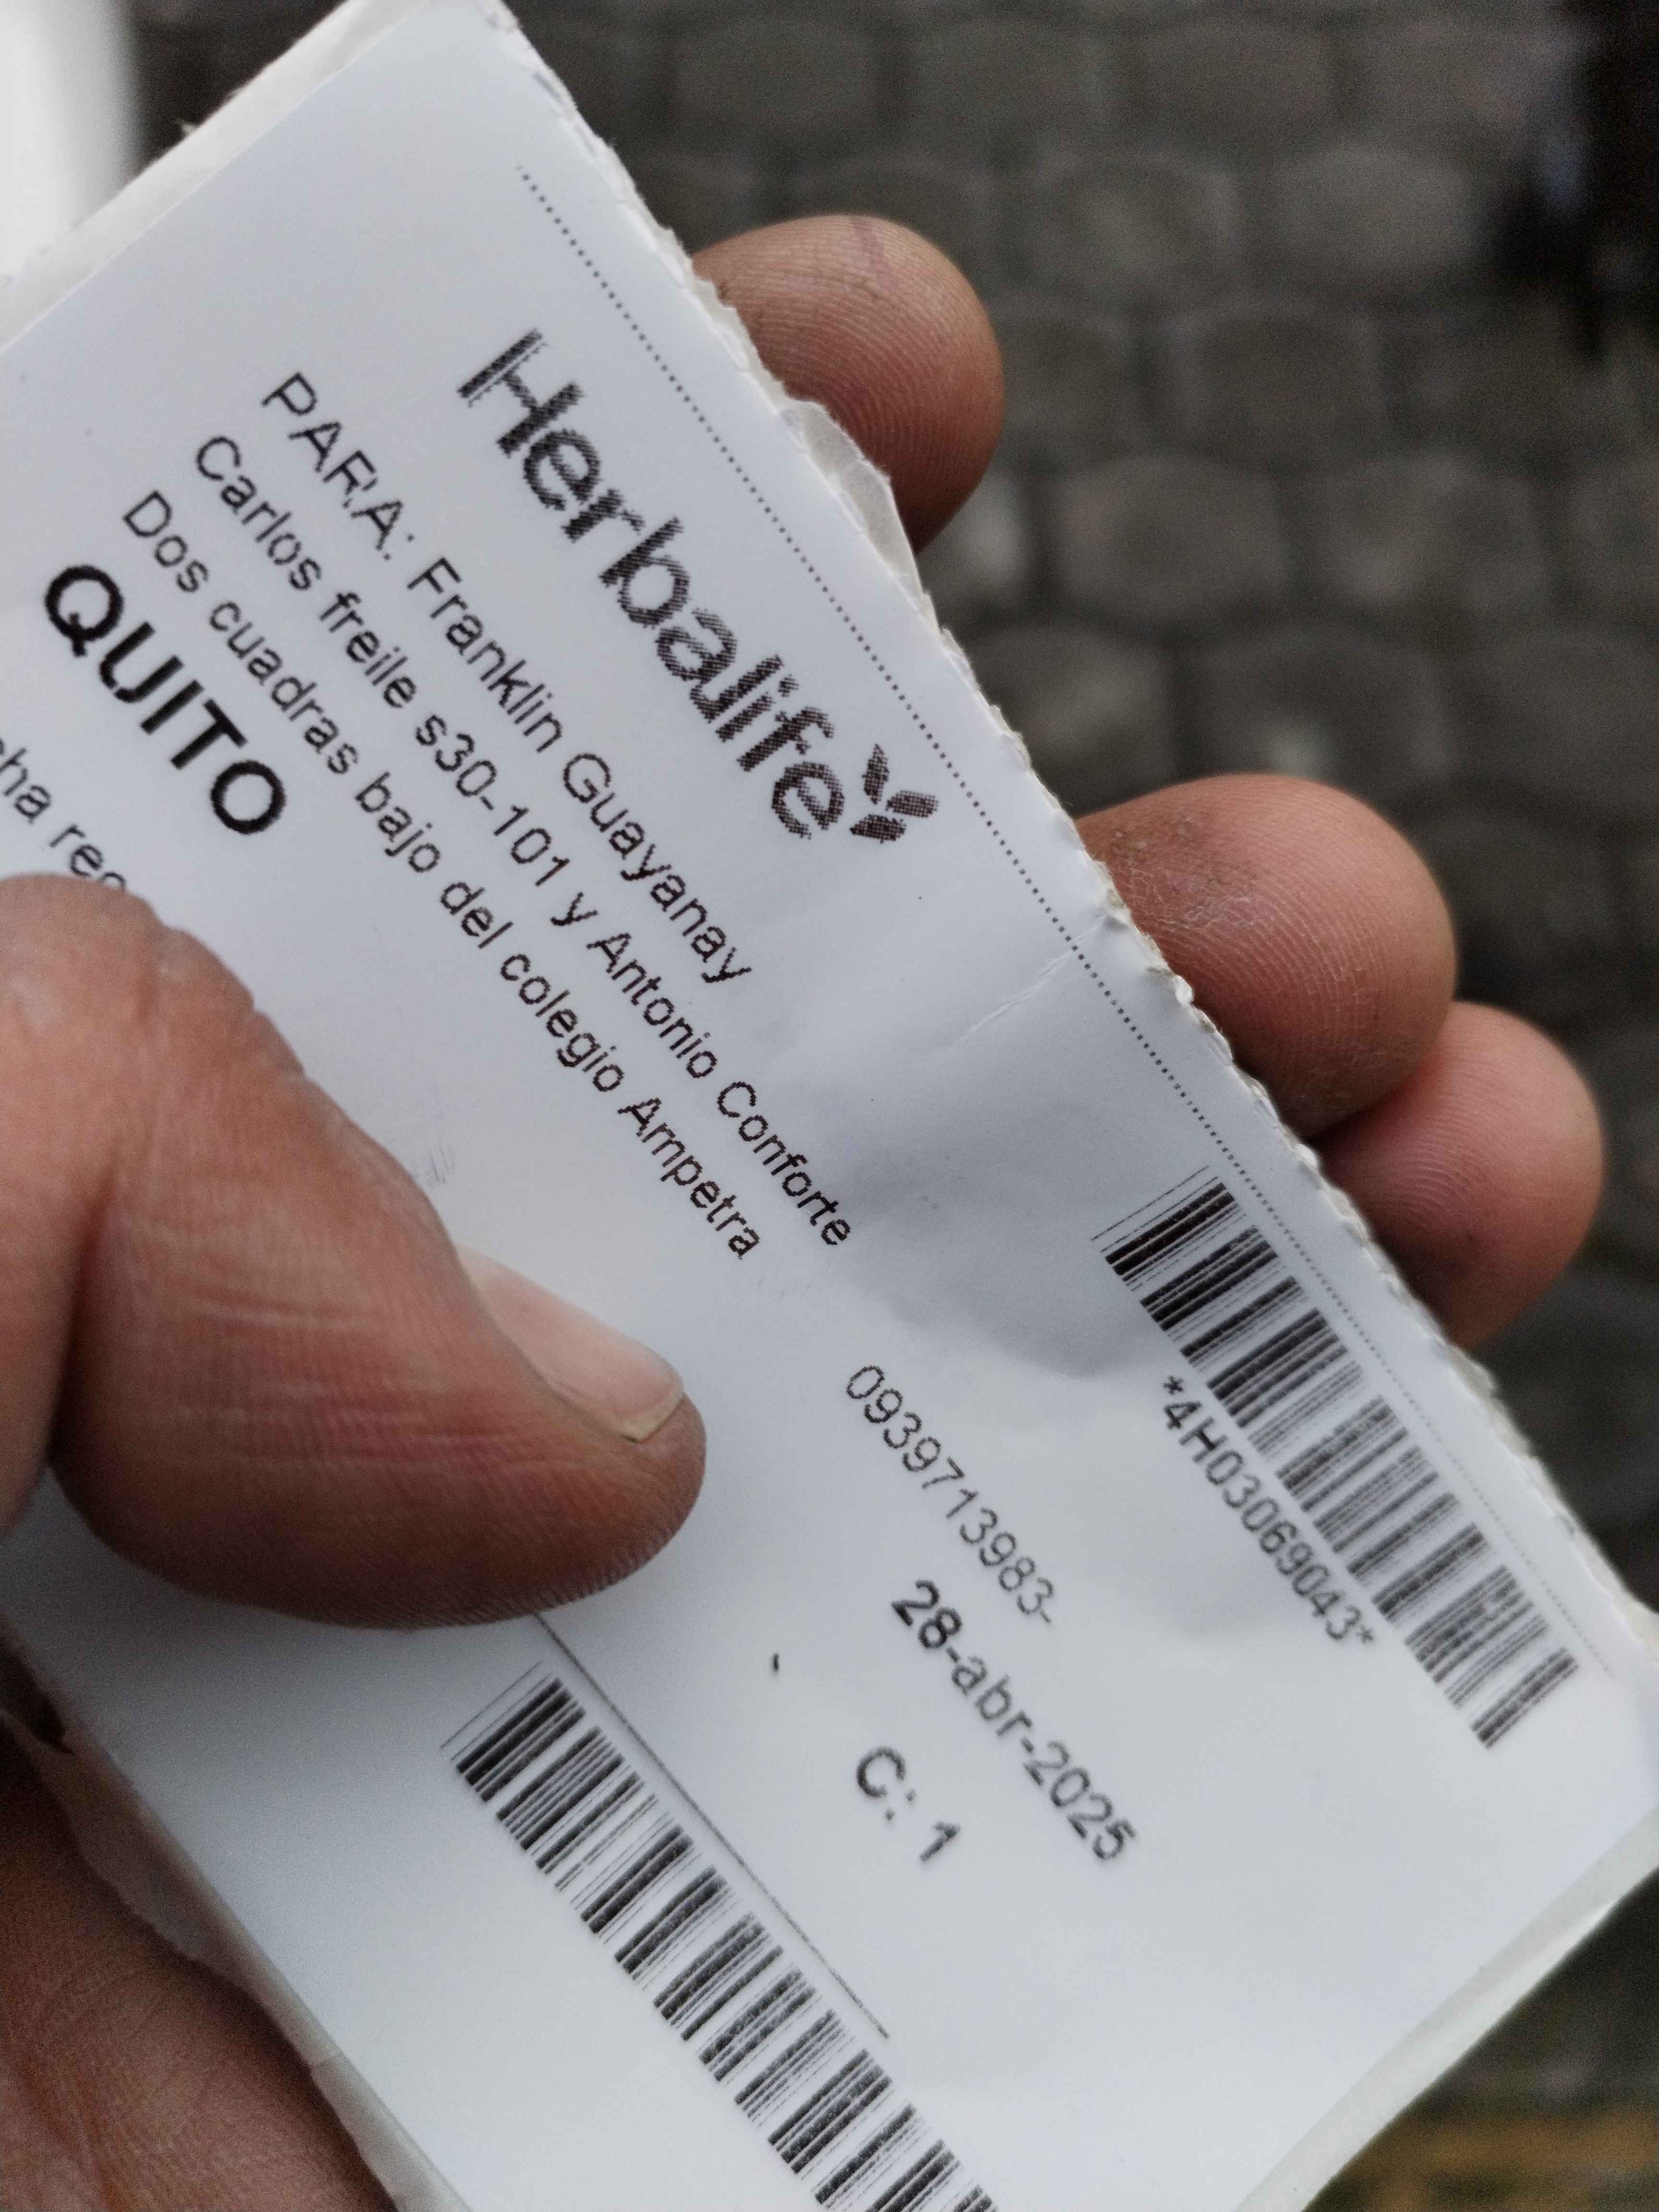 Herbalife
*4H03069043*
PARA: Franklin Guayanay
Carlos freile s30-101 y Antonio Conforte
Dos cuadras bajo del colegio Ampetra
QUITO
0939713983-
28-abr-2025
C: 1